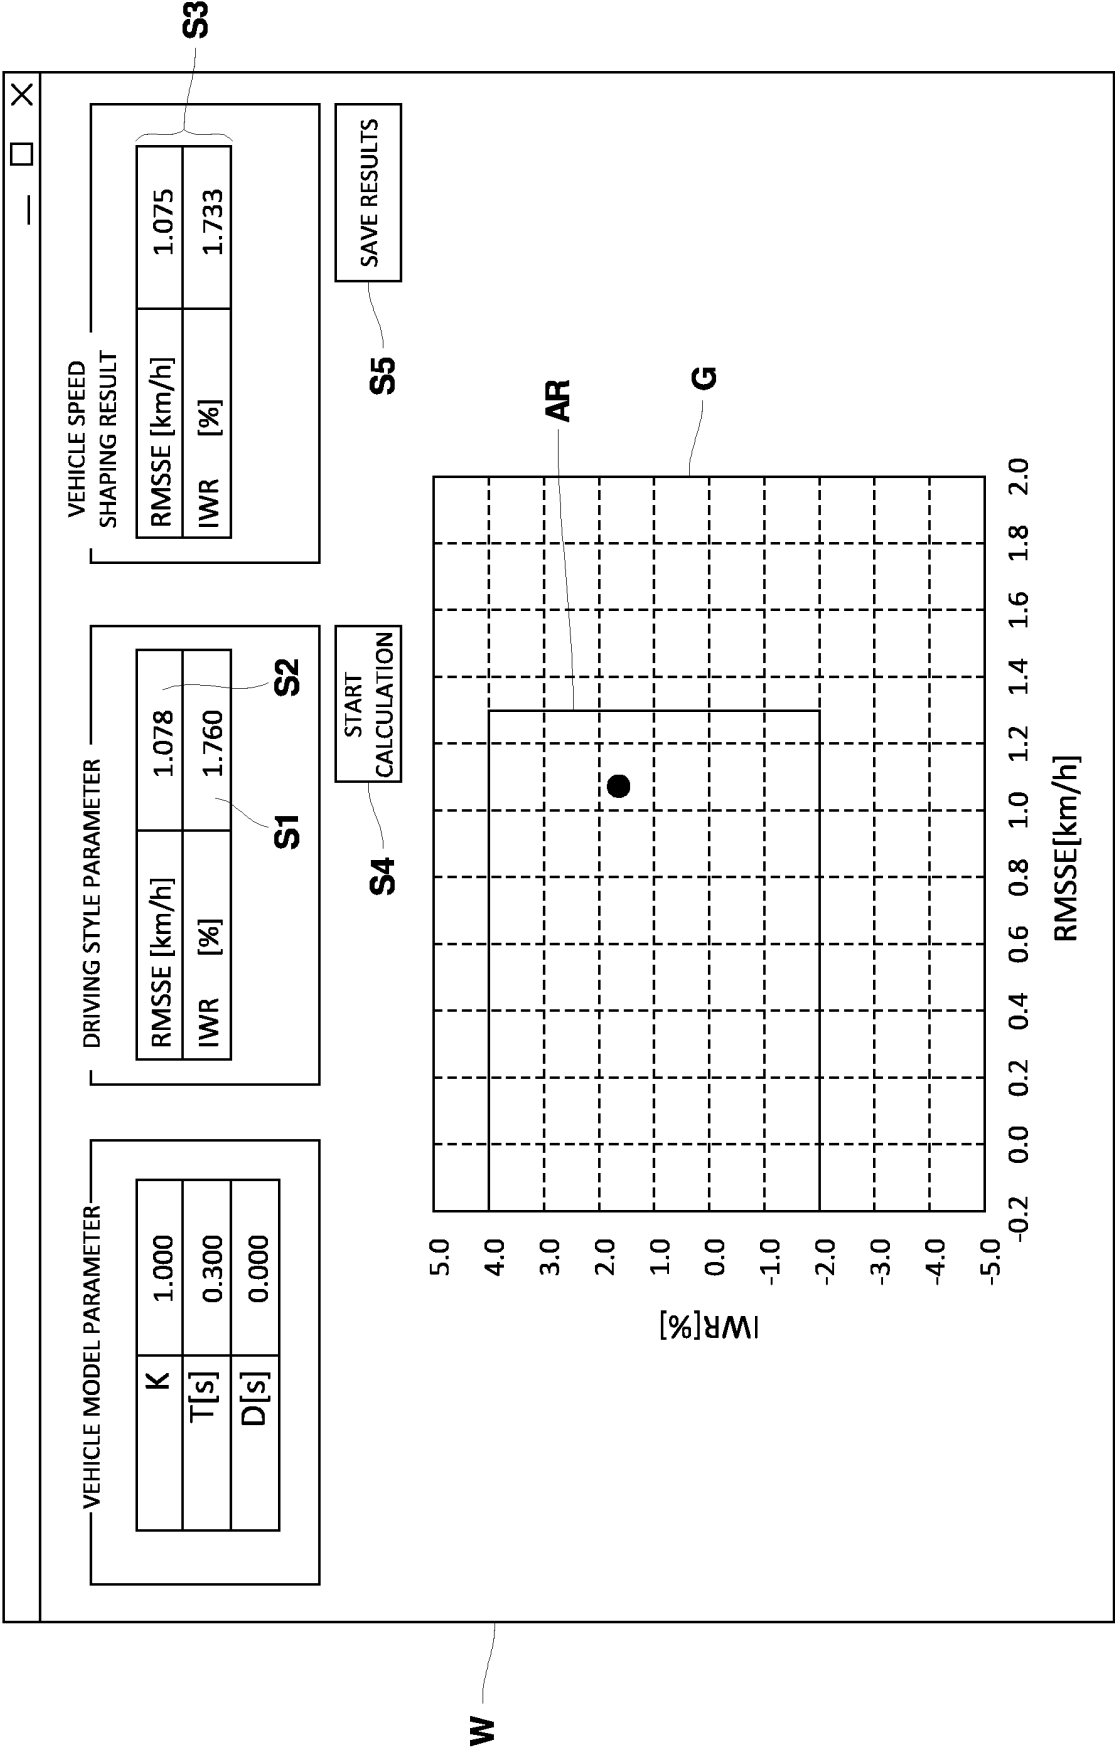 VEHICLE MODEL PARAMETER
K 1.000
T[s] 0.300
D[s] 0.000
DRIVING STYLE PARAMETER
RMSSE [km/h] 1.078
IWR [%] 1.760
S1
S2
VEHICLE SPEED
SHAPING RESULT
RMSSE [km/h] 1.075
IWR [%] 1.733
S3
START
CALCULATION
S4
SAVE RESULTS
S5
AR
G
IWR[%]
5.0
4.0
3.0
2.0
1.0
0.0
-1.0
-2.0
-4.0
-5.0
-0.2 0.0 0.2 0.4 0.6 0.8 1.0 1.2 1.4 1.6 1.8 2.0
RMSSE[km/h]
W